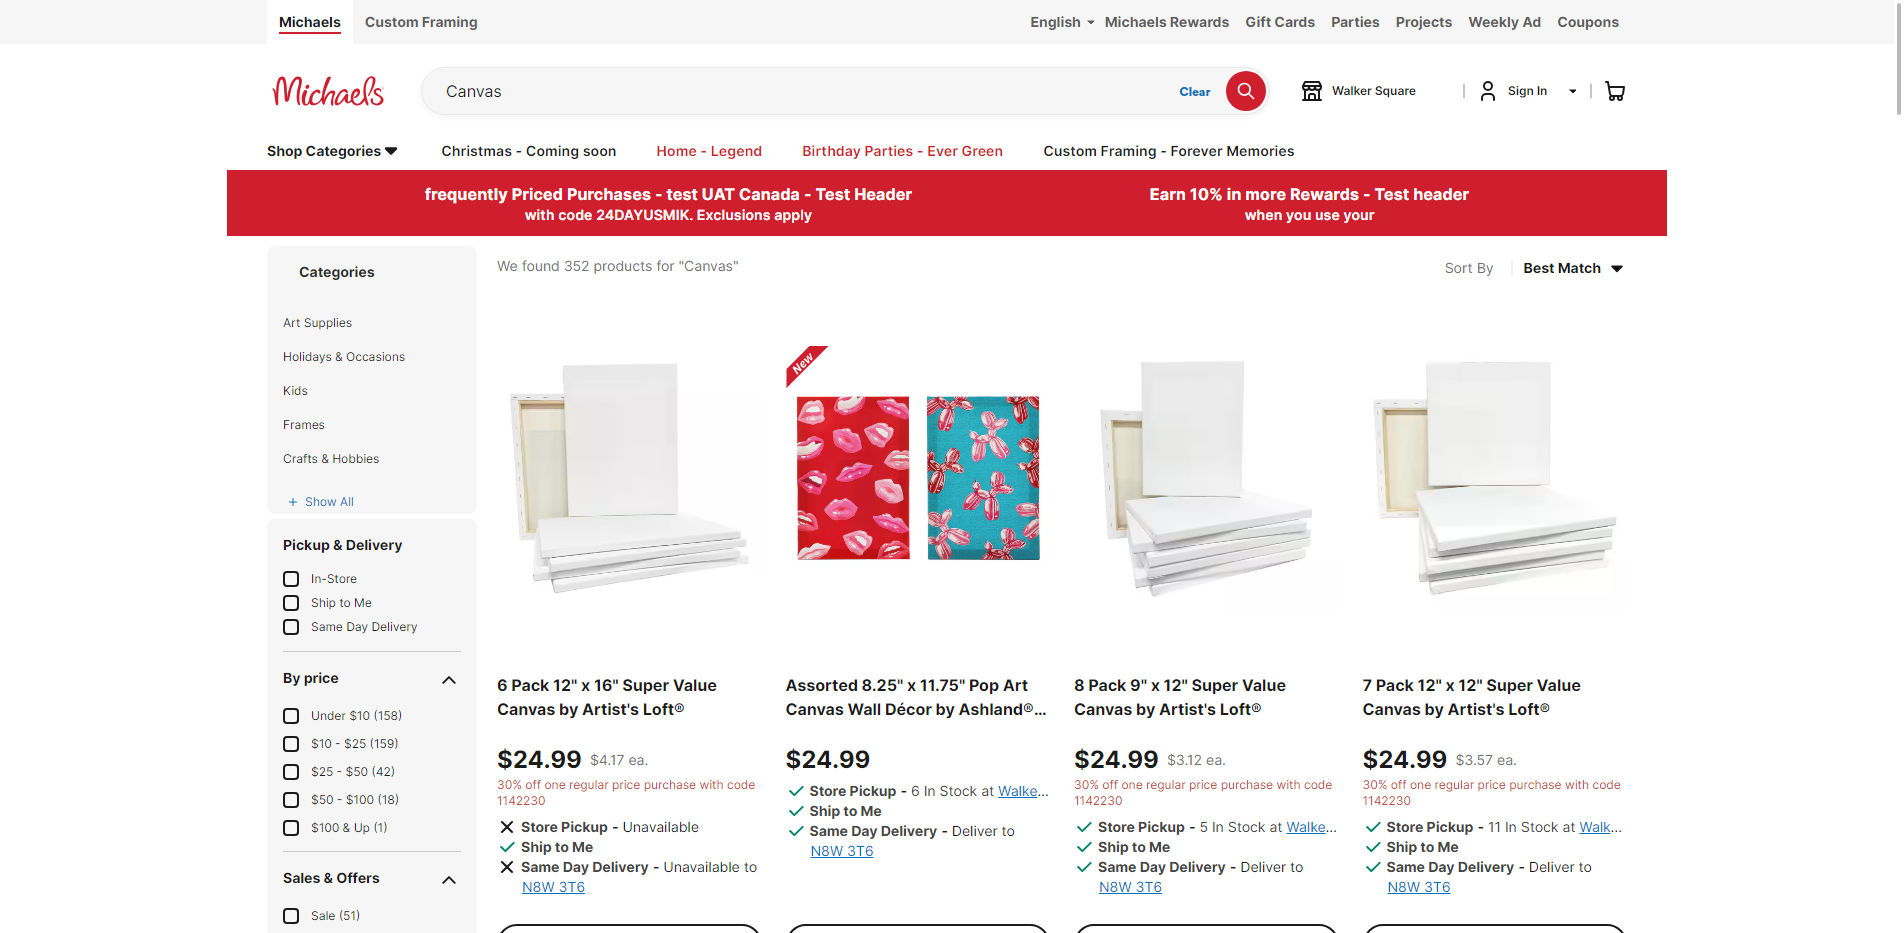 Michaels
Custom Framing
English
Michaels Rewards
Gift Cards
Parties
Projects
Weekly Ad
Coupons
Michaels
Canvas
Clear
Walker Square
Sign In
Shop Categories
Christmas - Coming soon
Home - Legend
Birthday Parties - Ever Green
Custom Framing - Forever Memories
frequently Priced Purchases - test UAT Canada - Test Header
with code 24DAYUSMIK. Exclusions apply
Earn 10% in more Rewards - Test header
when you use your
Categories
Art Supplies
Holidays & Occasions
Kids
Frames
Crafts & Hobbies
+ Show All
Pickup & Delivery
In-Store
Ship to Me
Same Day Delivery
By price
Under $10 (158)
$10 - $25 (159)
$25 - $50 (42)
$50 - $100 (18)
$100 & Up (1)
Sales & Offers
Sale (51)
We found 352 products for "Canvas"
Sort By
Best Match
6 Pack 12" x 16" Super Value
Canvas by Artist's Loft®
$24.99 $4.17 ea.
30% off one regular price purchase with code
1142230
Store Pickup - Unavailable
Ship to Me
Same Day Delivery - Unavailable to
N8W 3T6
New
Assorted 8.25" x 11.75" Pop Art
Canvas Wall Décor by Ashland®...
$24.99
Store Pickup - 6 In Stock at Walke...
Ship to Me
Same Day Delivery - Deliver to
N8W 3T6
8 Pack 9" x 12" Super Value
Canvas by Artist's Loft®
$24.99 $3.12 ea.
30% off one regular price purchase with code
1142230
Store Pickup - 5 In Stock at Walke...
Ship to Me
Same Day Delivery - Deliver to
N8W 3T6
7 Pack 12" x 12" Super Value
Canvas by Artist's Loft®
$24.99 $3.57 ea.
30% off one regular price purchase with code
1142230
Store Pickup - 11 In Stock at Walk...
Ship to Me
Same Day Delivery - Deliver to
N8W 3T6